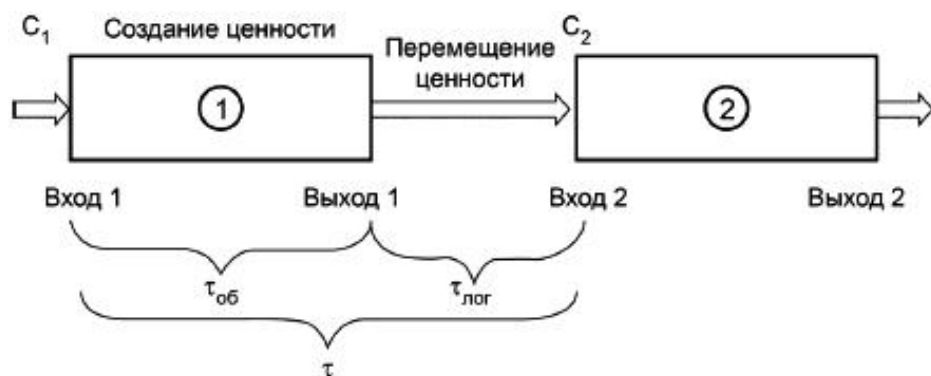 C₁
Создание ценности
Перемещение
ценности
C₂
1
2
Вход 1
Выход 1
Вход 2
Выход 2
τоб
τлог
τ